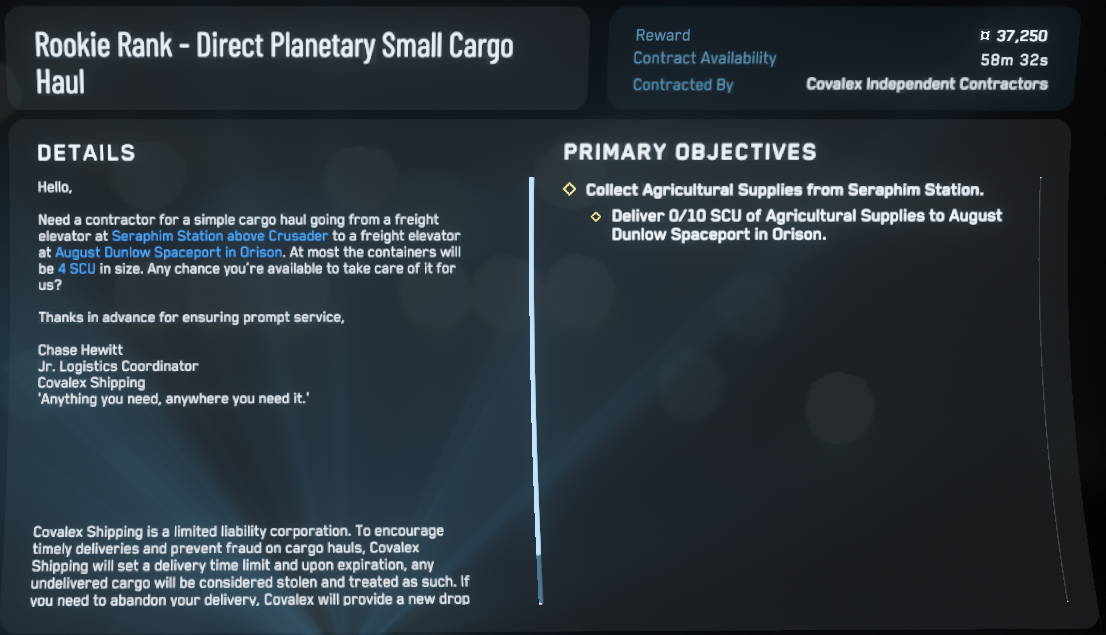 Rookie Rank - Direct Planetary Small Cargo
Haul
Reward
¤ 37,250
Contract Availability
58m 32s
Contracted By
Covalex Independent Contractors
DETAILS
Hello,
Need a contractor for a simple cargo haul going from a freight
elevator at Seraphim Station above Crusader to a freight elevator
at August Dunlow Spaceport in Orison. At most the containers will
be 4 SCU in size. Any chance you're available to take care of it for
us?
Thanks in advance for ensuring prompt service,
Chase Hewitt
Jr. Logistics Coordinator
Covalex Shipping
'Anything you need, anywhere you need it.'
Covalex Shipping is a limited liability corporation. To encourage
timely deliveries and prevent fraud on cargo hauls, Covalex
Shipping will set a delivery time limit and upon expiration, any
undelivered cargo will be considered stolen and treated as such. If
you need to abandon your delivery, Covalex will provide a new drop
PRIMARY OBJECTIVES
Collect Agricultural Supplies from Seraphim Station.
Deliver 0/10 SCU of Agricultural Supplies to August
Dunlow Spaceport in Orison.